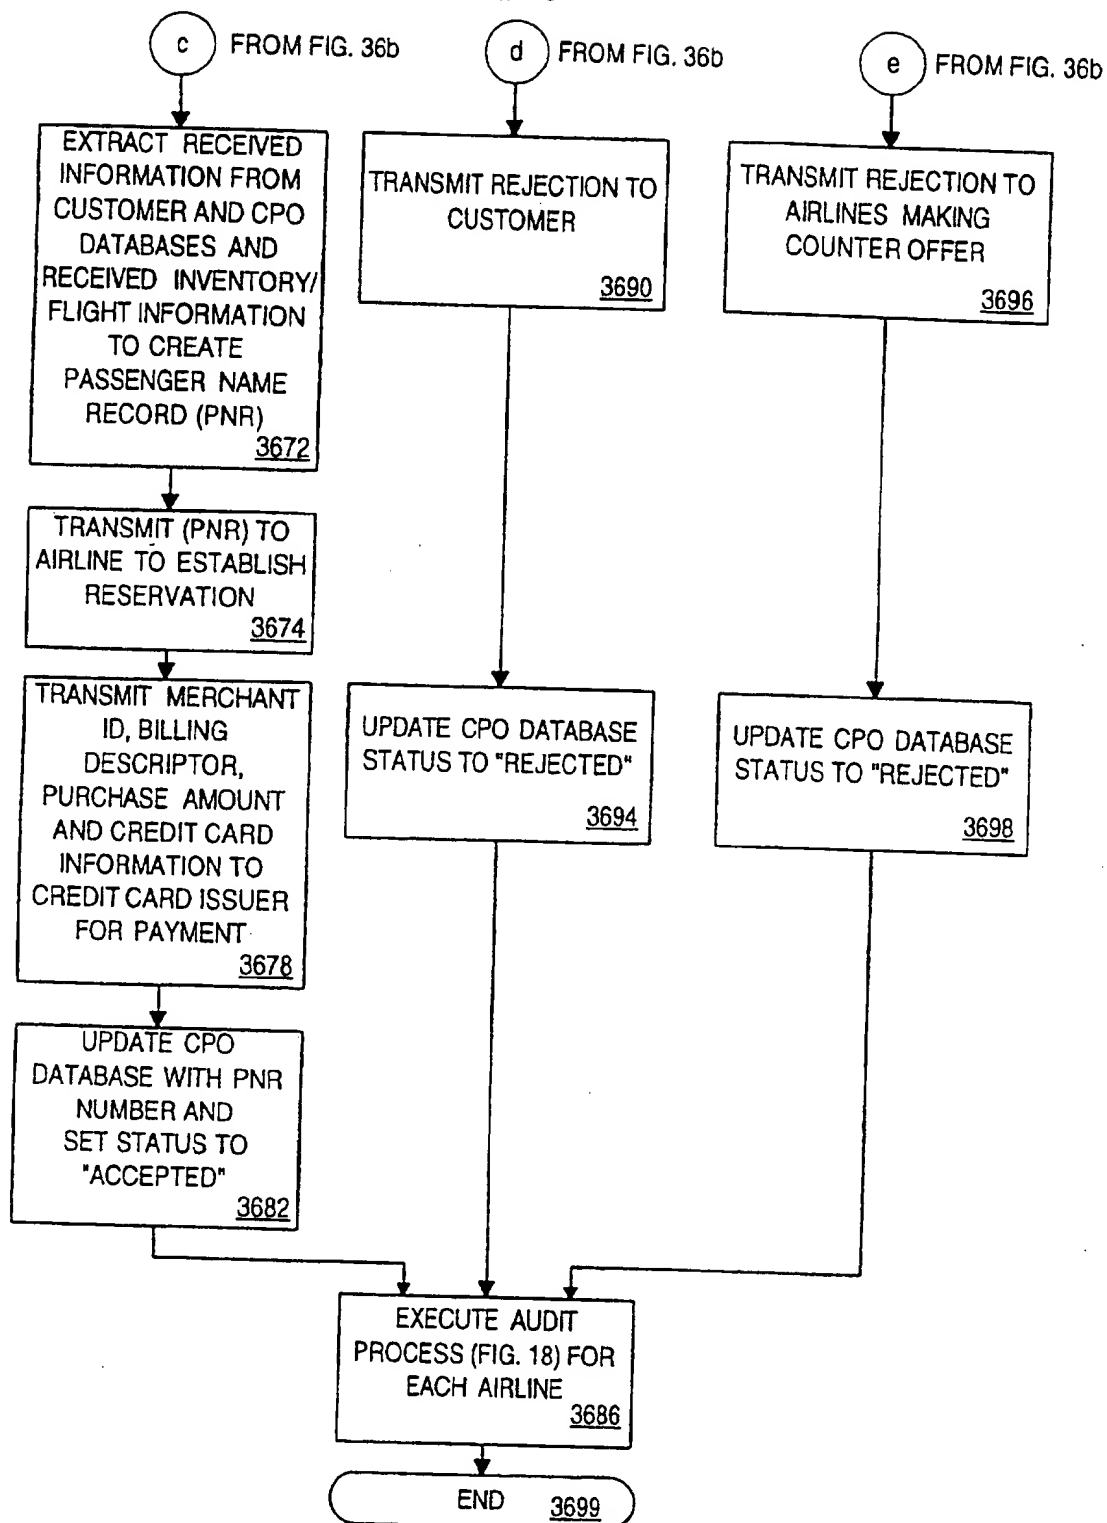 c FROM FIG. 36b
d FROM FIG. 36b
e FROM FIG. 36b
EXTRACT RECEIVED
INFORMATION FROM
CUSTOMER AND CPO
DATABASES AND
RECEIVED INVENTORY/
FLIGHT INFORMATION
TO CREATE
PASSENGER NAME
RECORD (PNR)
3672
TRANSMIT (PNR) TO
AIRLINE TO ESTABLISH
RESERVATION
3674
TRANSMIT MERCHANT
ID, BILLING
DESCRIPTOR,
PURCHASE AMOUNT
AND CREDIT CARD
INFORMATION TO
CREDIT CARD ISSUER
FOR PAYMENT
3678
UPDATE CPO
DATABASE WITH PNR
NUMBER AND
SET STATUS TO
"ACCEPTED"
3682
TRANSMIT REJECTION TO
CUSTOMER
3690
UPDATE CPO DATABASE
STATUS TO "REJECTED"
3694
TRANSMIT REJECTION TO
AIRLINES MAKING
COUNTER OFFER
3696
UPDATE CPO DATABASE
STATUS TO "REJECTED"
3698
EXECUTE AUDIT
PROCESS (FIG. 18) FOR
EACH AIRLINE
3686
END 3699